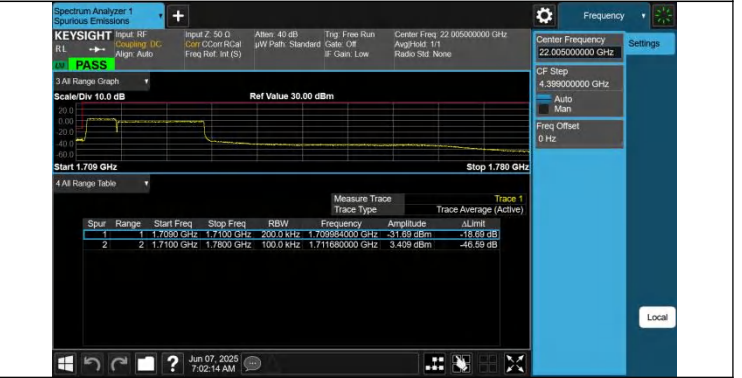 Spectrum Analyzer 1
Spurious Emissions
Frequency
KEYSIGHT
RL
PASS
Input: RF
Coupling: DC
Align: Auto
Input Z: 50 Ω
Corr CCorr RCal
Freq Ref: Int (S)
Atten: 40 dB
µW Path: Standard
Trig: Free Run
Gate: Off
IF Gain: Low
Center Freq: 22.005000000 GHz
Avg|Hold: 1/1
Radio Std: None
Center Frequency
22.005000000 GHz
Settings
CF Step
4.399000000 GHz
Auto
Man
Freq Offset
0 Hz
Local
3 All Range Graph
Scale/Div 10.0 dB
Ref Value 30.00 dBm
20.0
0.00
-20.0
-40.0
-60.0
Start 1.709 GHz
Stop 1.780 GHz
4 All Range Table
Measure Trace Trace 1
Trace Type Trace Average (Active)
Spur Range Start Freq Stop Freq RBW Frequency Amplitude ΔLimit
1 1 1.7090 GHz 1.7100 GHz 200.0 kHz 1.709984000 GHz -31.69 dBm -18.69 dB
2 2 1.7100 GHz 1.7800 GHz 100.0 kHz 1.711680000 GHz 3.409 dBm -46.59 dB
Jun 07, 2025
7:02:14 AM